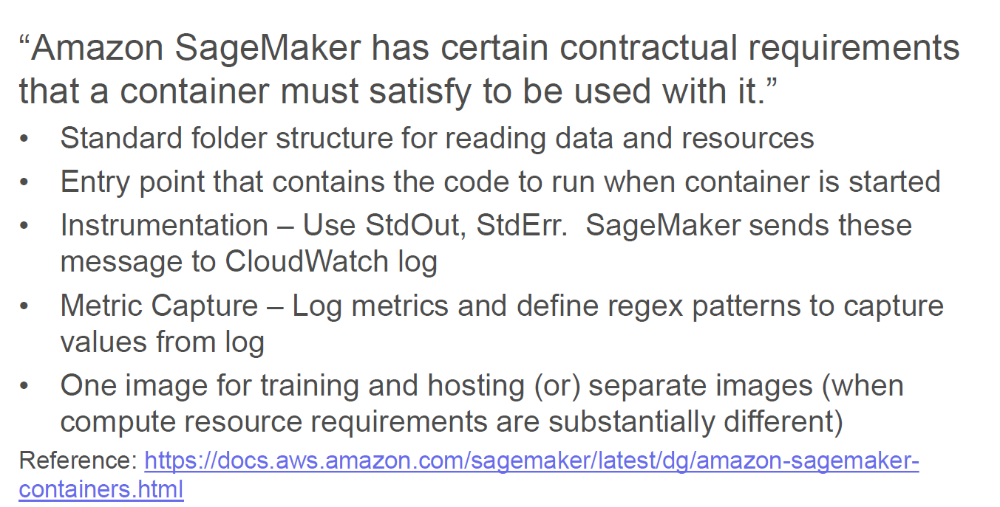 “Amazon SageMaker has certain contractual requirements
that a container must satisfy to be used with it.”
• Standard folder structure for reading data and resources
• Entry point that contains the code to run when container is started
• Instrumentation – Use StdOut, StdErr.  SageMaker sends these
message to CloudWatch log
• Metric Capture – Log metrics and define regex patterns to capture
values from log
• One image for training and hosting (or) separate images (when
compute resource requirements are substantially different)
Reference: https://docs.aws.amazon.com/sagemaker/latest/dg/amazon-sagemaker-
containers.html